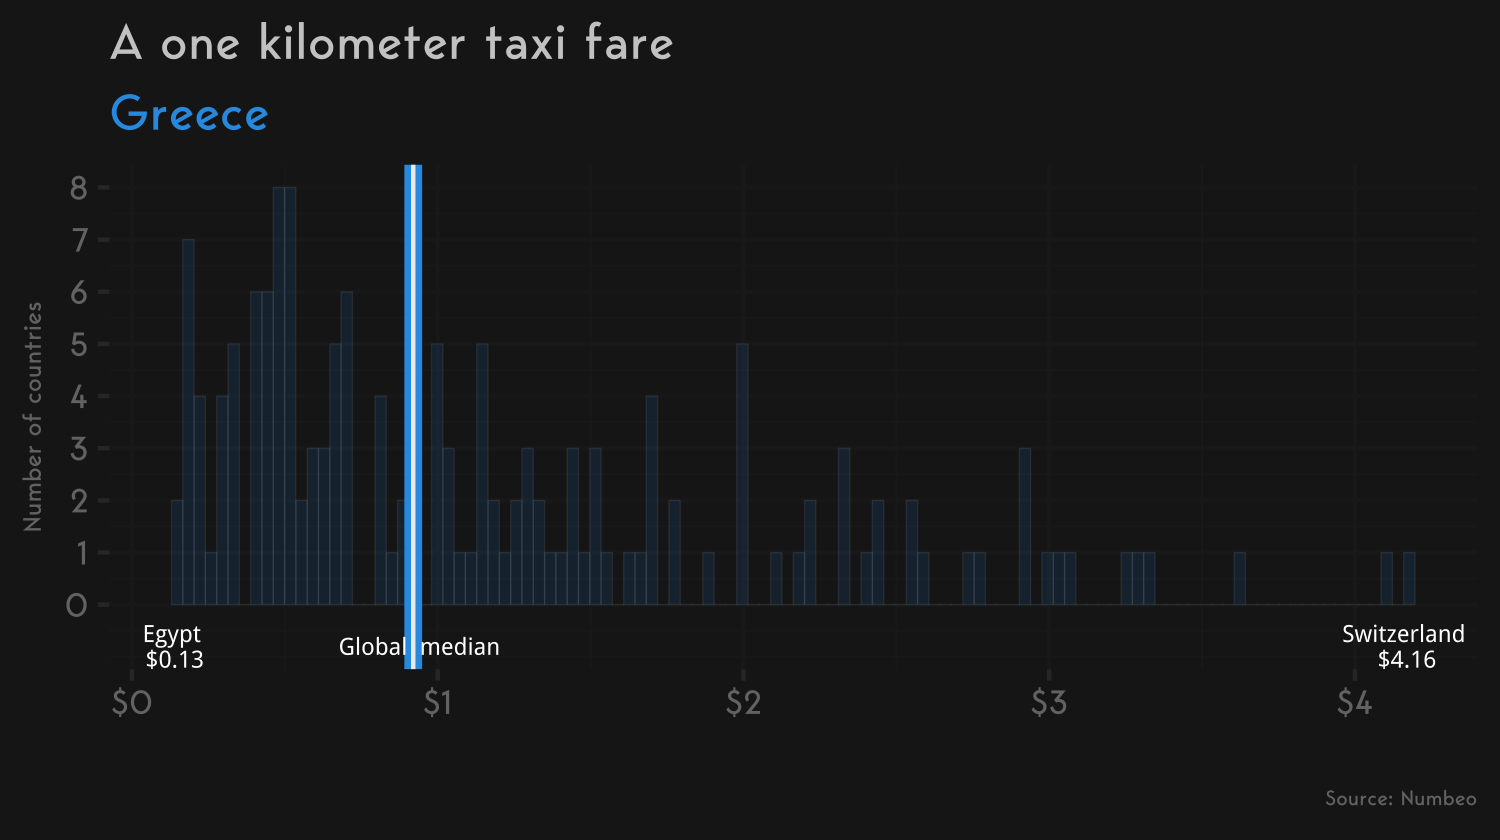 A one kilometer taxi fare
Greece
Number of countries
8
7
6
5
4
3
2
1
0
Egypt
$0.13
Global median
Switzerland
$4.16
$0
$1
$2
$3
$4
Source: Numbeo